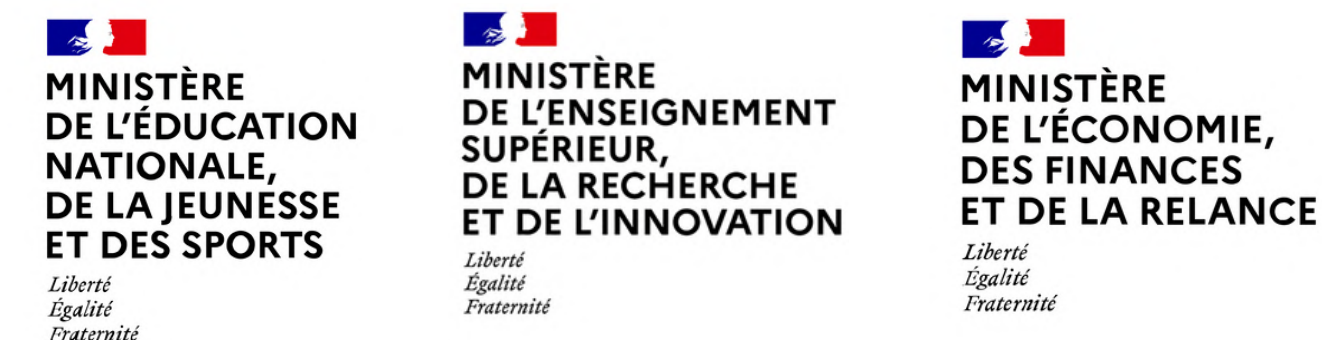 MINISTÈRE
DE L'ÉDUCATION
NATIONALE,
DE LA JEUNESSE
ET DES SPORTS
Liberté
Égalité
Fraternité
MINISTÈRE
DE L'ENSEIGNEMENT
SUPÉRIEUR,
DE LA RECHERCHE
ET DE L'INNOVATION
Liberté
Égalité
Fraternité
MINISTÈRE
DE L'ÉCONOMIE,
DES FINANCES
ET DE LA RELANCE
Liberté
Égalité
Fraternité